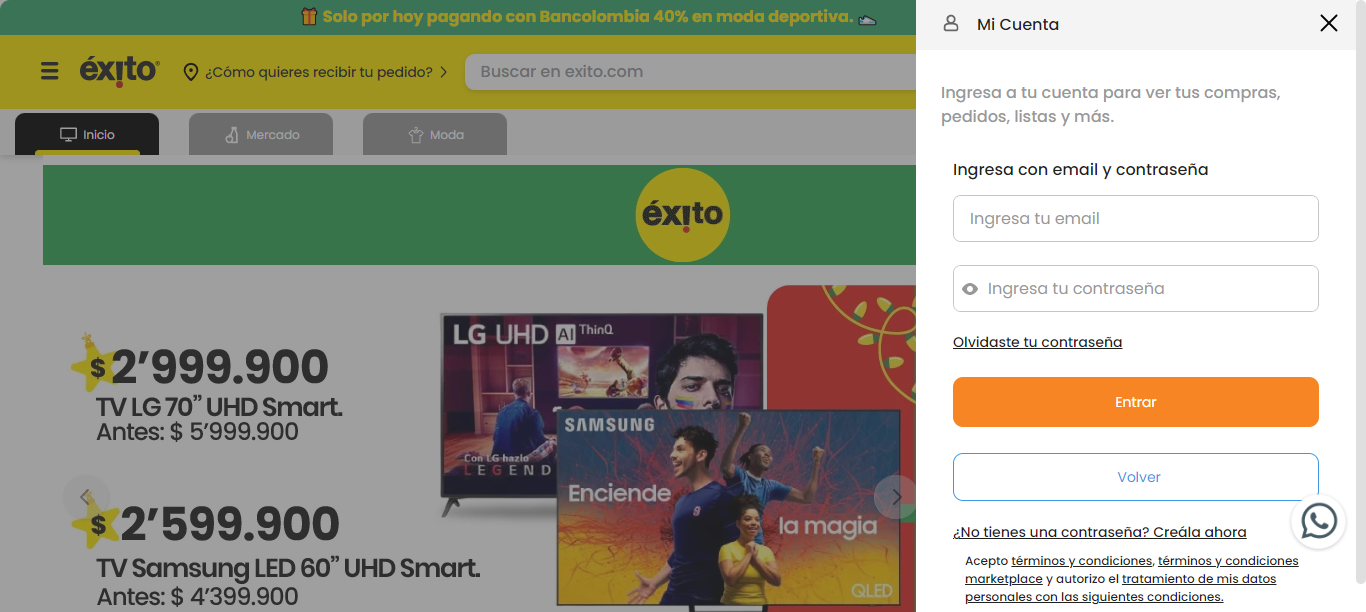 Solo por hoy pagando con Bancolombia 40% en moda deportiva.
éxito
¿Cómo quieres recibir tu pedido?
Buscar en exito.com
Inicio
Mercado
Moda
éxito
$2'999.900
TV LG 70” UHD Smart.
Antes: $ 5’999.900
LG UHD AI ThinQ
Con LG hazlo
LEGEND
SAMSUNG
Enciende
la magia
QLED
$2’599.900
TV Samsung LED 60” UHD Smart.
Antes: $ 4’399.900
Mi Cuenta
Ingresa a tu cuenta para ver tus compras,
pedidos, listas y más.
Ingresa con email y contraseña
Ingresa tu email
Ingresa tu contraseña
Olvidaste tu contraseña
Entrar
Volver
¿No tienes una contraseña? Creála ahora
Acepto términos y condiciones, términos y condiciones
marketplace y autorizo el tratamiento de mis datos
personales con las siguientes condiciones.